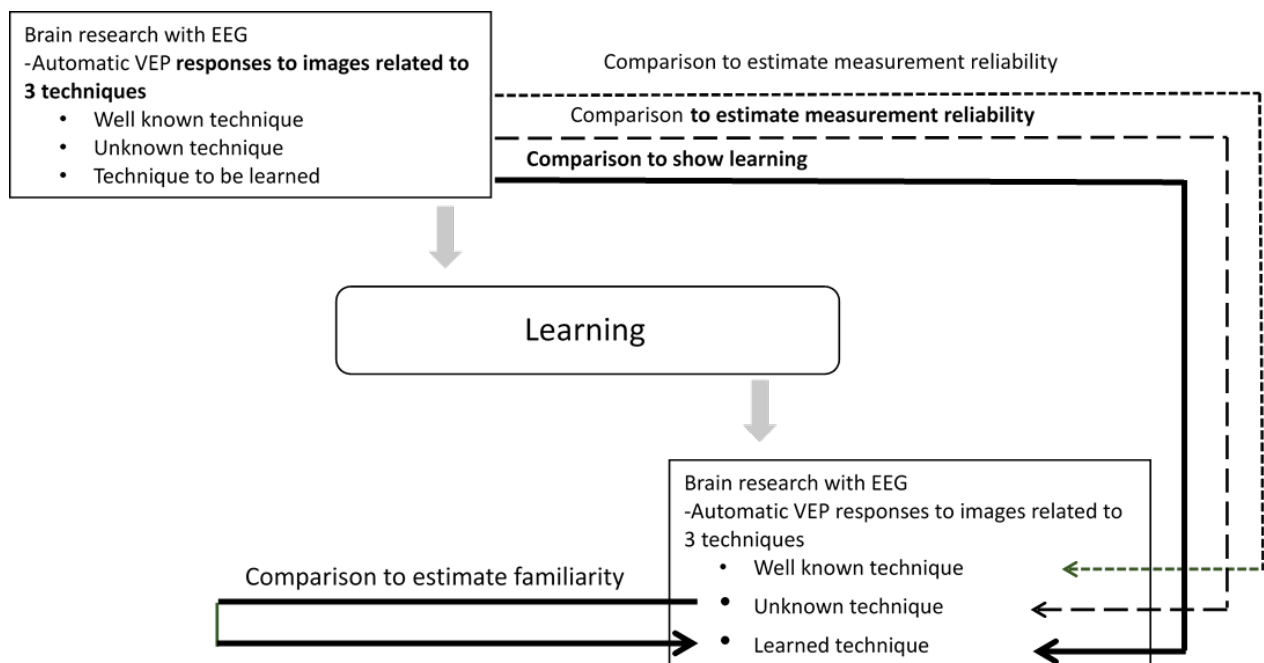 Brain research with EEG
-Automatic VEP responses to images related to
3 techniques
• Well known technique
• Unknown technique
• Technique to be learned
Comparison to estimate measurement reliability
Comparison to estimate measurement reliability
Comparison to show learning
Learning
Brain research with EEG
-Automatic VEP responses to images related to
3 techniques
• Well known technique
• Unknown technique
• Learned technique
Comparison to estimate familiarity